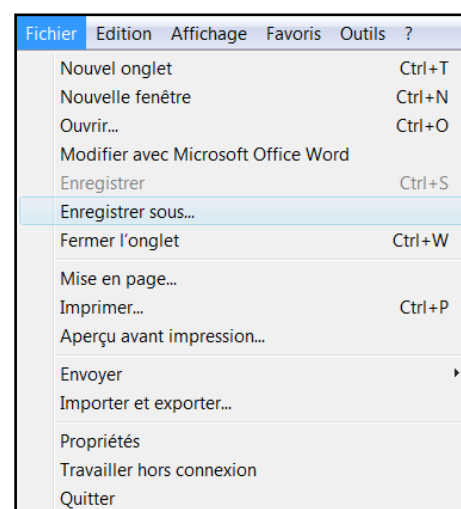 Fichier Edition Affichage Favoris Outils ?
Nouvel onglet Ctrl+T
Nouvelle fenêtre Ctrl+N
Ouvrir... Ctrl+O
Modifier avec Microsoft Office Word
Enregistrer Ctrl+S
Enregistrer sous...
Fermer l'onglet Ctrl+W
Mise en page...
Imprimer... Ctrl+P
Aperçu avant impression...
Envoyer
Importer et exporter...
Propriétés
Travailler hors connexion
Quitter